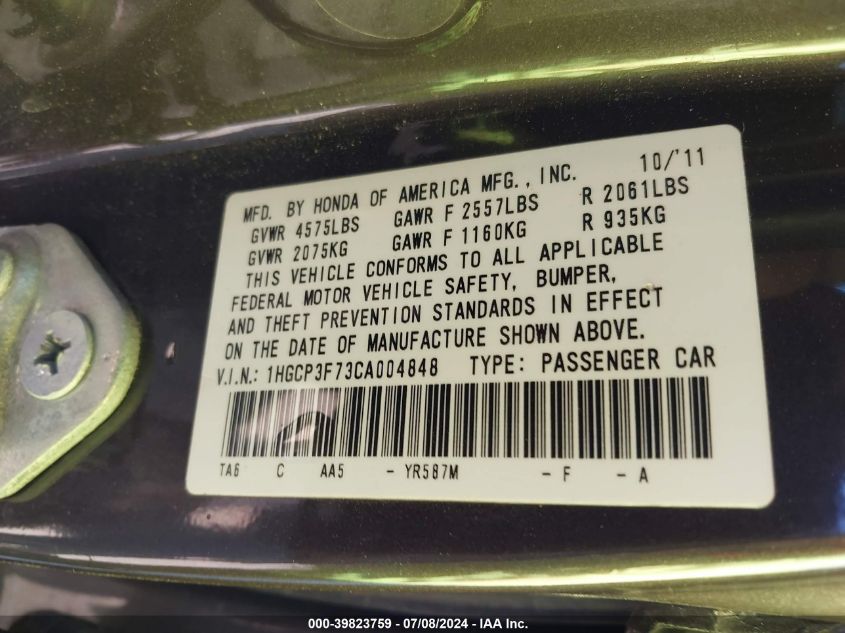 MFD. BY HONDA OF AMERICA MFG., INC. 10/'11
GVWR 4575LBS GAWR F 2557LBS R 2061LBS
GVWR 2075KG GAWR F 1160KG R 935KG
THIS VEHICLE CONFORMS TO ALL APPLICABLE
FEDERAL MOTOR VEHICLE SAFETY, BUMPER,
AND THEFT PREVENTION STANDARDS IN EFFECT
ON THE DATE OF MANUFACTURE SHOWN ABOVE.
V.I.N.: 1HGCP3F73CA004848 TYPE: PASSENGER CAR
TA6 C AA5 - YR587M - F - A
000-39823759 / 07/08/2024 - IAA Inc.